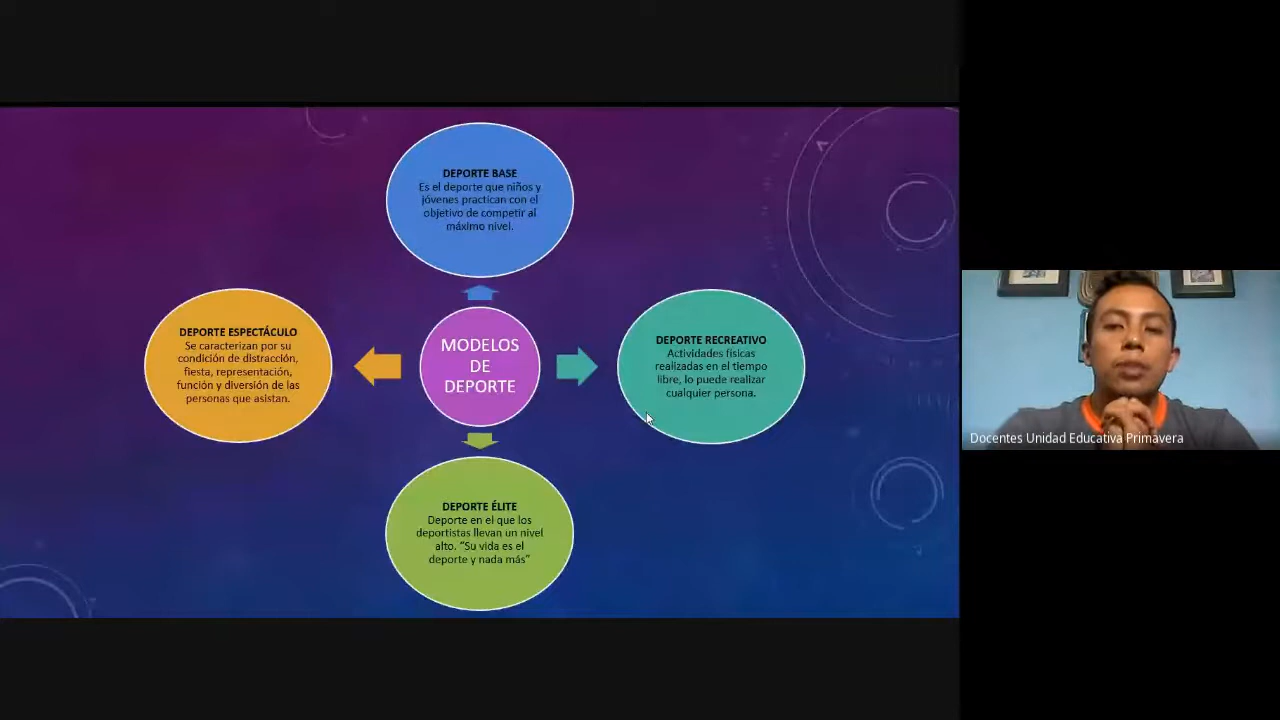 DEPORTE BASE
Es el deporte que niños y
jóvenes practican con el
objetivo de competir al
máximo nivel.
DEPORTE ESPECTÁCULO
Se caracterizan por su
condición de distracción,
fiesta, representación,
función y diversión de las
personas que asistan.
MODELOS
DE
DEPORTE
DEPORTE RECREATIVO
Actividades físicas
realizadas en el tiempo
libre, lo puede realizar
cualquier persona.
DEPORTE ÉLITE
Deporte en el que los
deportistas llevan un nivel
alto. “Su vida es el
deporte y nada más”
Docentes Unidad Educativa Primavera